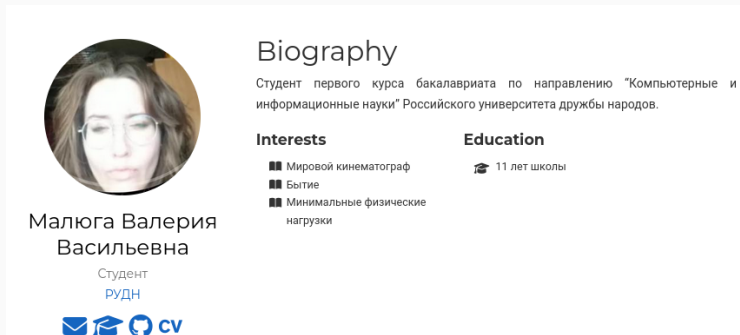 Biography
Студент первого курса бакалавриата по направлению "Компьютерные и
информационные науки" Российского университета дружбы народов.
Interests
Мировой кинематограф
Бытие
Минимальные физические
нагрузки
Education
11 лет школы
Малюга Валерия
Васильевна
Студент
РУДН
CV